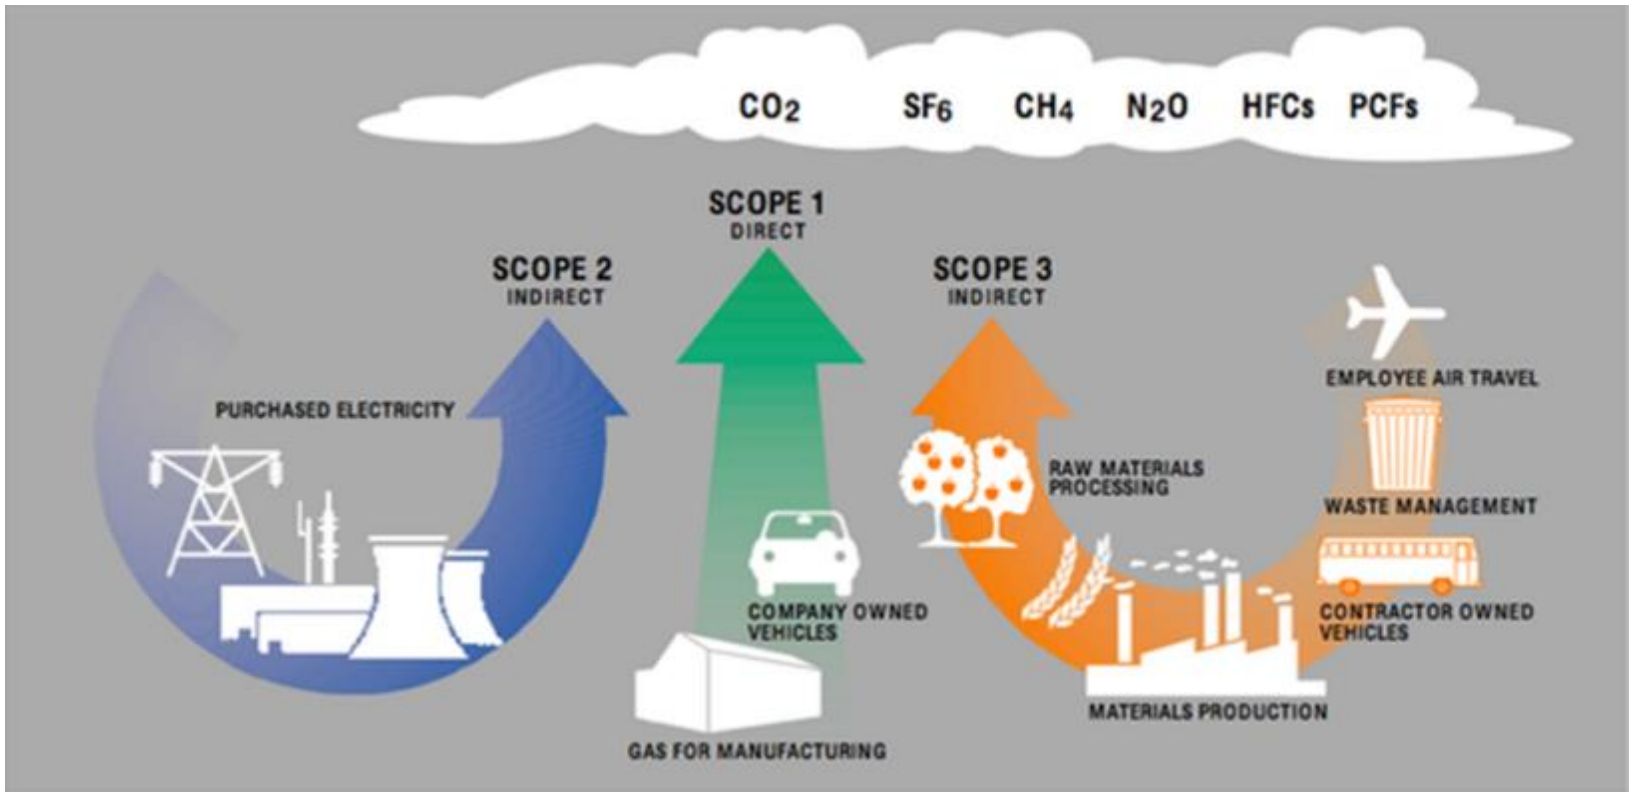 CO2 SF6 CH4 N2O HFCs PCFs
SCOPE 1
DIRECT
SCOPE 2
INDIRECT
SCOPE 3
INDIRECT
PURCHASED ELECTRICITY
COMPANY OWNED
VEHICLES
GAS FOR MANUFACTURING
RAW MATERIALS
PROCESSING
MATERIALS PRODUCTION
EMPLOYEE AIR TRAVEL
WASTE MANAGEMENT
CONTRACTOR OWNED
VEHICLES